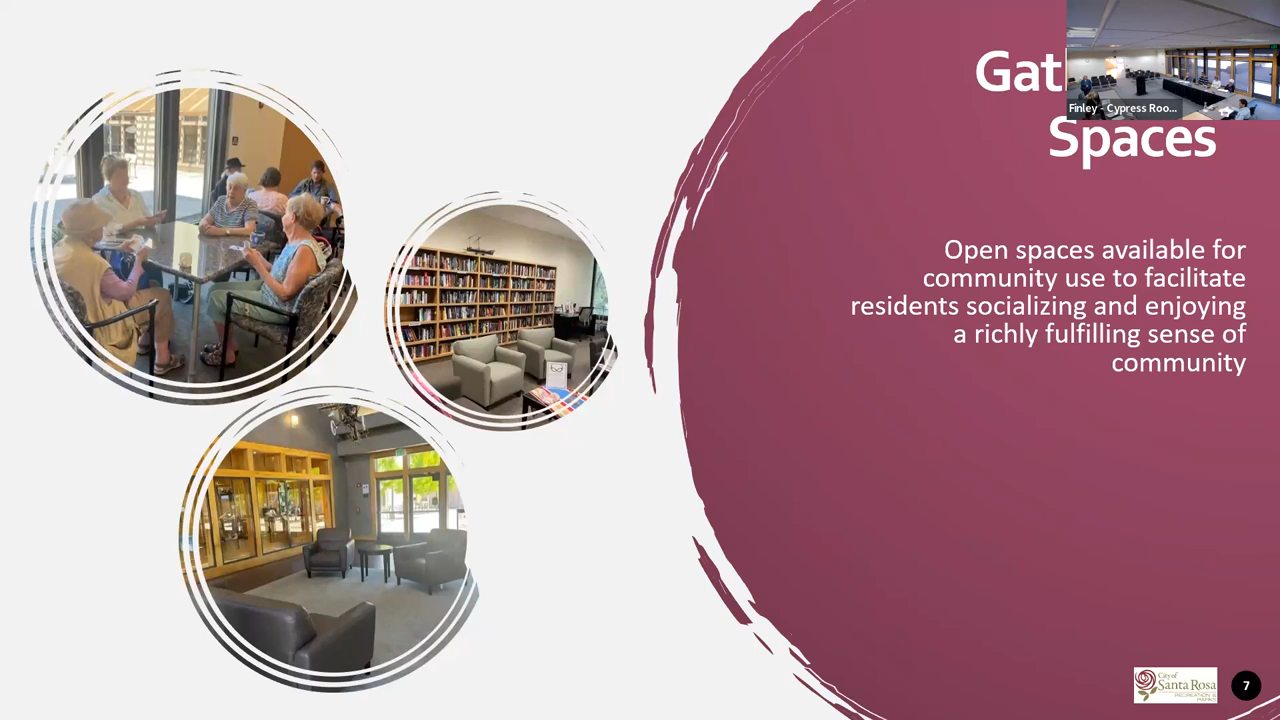 Gat
Spaces
Finley - Cypress Roo...
Open spaces available for
community use to facilitate
residents socializing and enjoying
a richly fulfilling sense of
community
City of
Santa Rosa
RECREATION &
PARKS
7